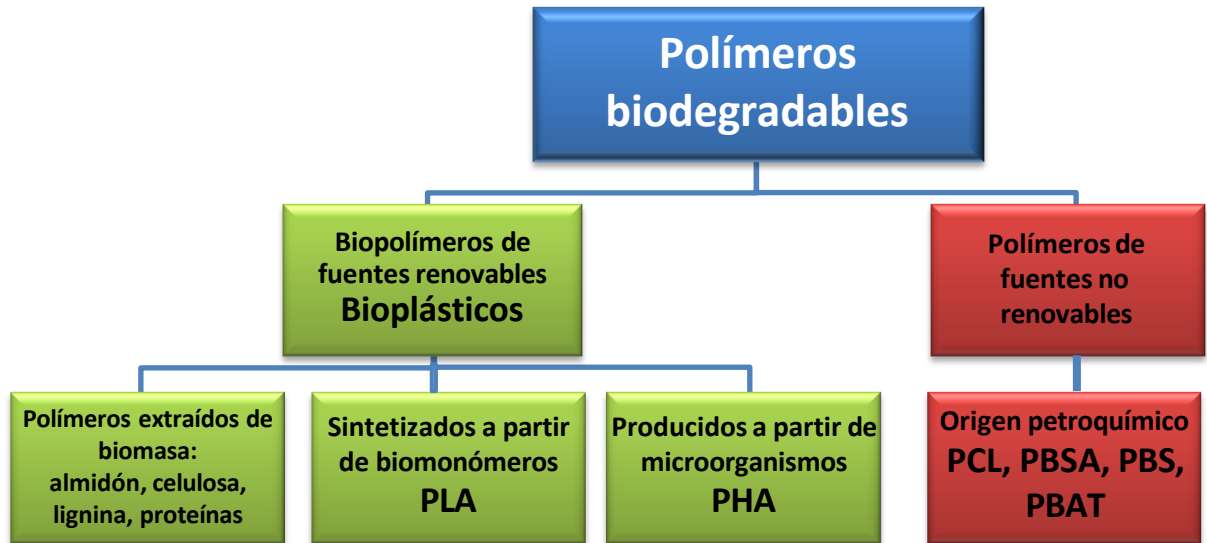 Polímeros
biodegradables
Biopolímeros de
fuentes renovables
Bioplásticos
Polímeros de
fuentes no
renovables
Polímeros extraídos de
biomasa:
almidón, celulosa,
lignina, proteínas
Sintetizados a partir
de biomonómeros
PLA
Producidos a partir de
microorganismos
PHA
Origen petroquímico
PCL, PBSA, PBS,
PBAT